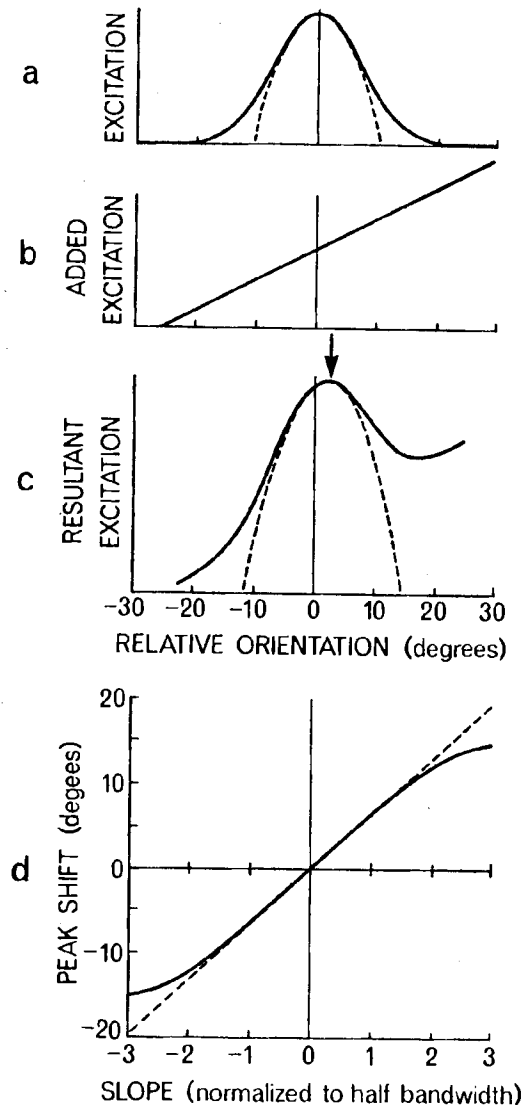 a
EXCITATION
b
ADDED
EXCITATION
c
RESULTANT
EXCITATION
-30 -20 -10 0 10 20 30
RELATIVE ORIENTATION (degrees)
d
PEAK SHIFT (degees)
20
10
0
-10
-20
-3 -2 -1 0 1 2 3
SLOPE (normalized to half bandwidth)